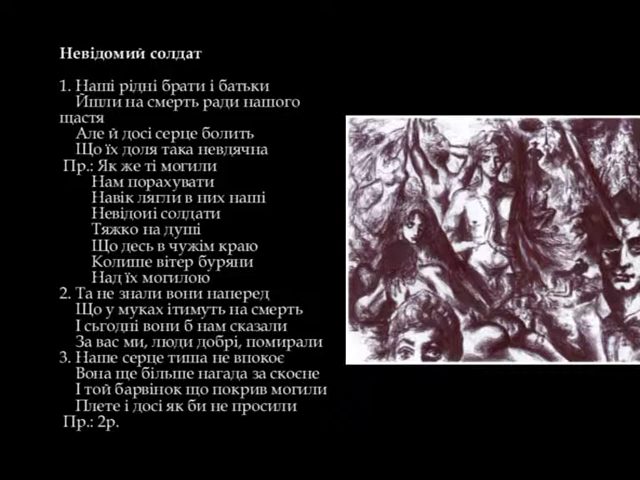 Невідомий солдат
1. Наші рідні брати і батьки
Йшли на смерть ради нашого
щастя
Але й досі серце болить
Що їх доля така невдячна
Пр.: Як же ті могили
Нам порахувати
Навік лягли в них наші
Невідоиі солдати
Тяжко на душі
Що десь в чужім краю
Колише вітер буряни
Над їх могилою
2. Та не знали вони наперед
Що у муках ітимуть на смерть
І сьгодні вони б нам сказали
За вас ми, люди добрі, помирали
3. Наше серце тиша не впокоє
Вона ще більше нагада за скоєне
І той барвінок що покрив могили
Плете і досі як би не просили
Пр.: 2р.